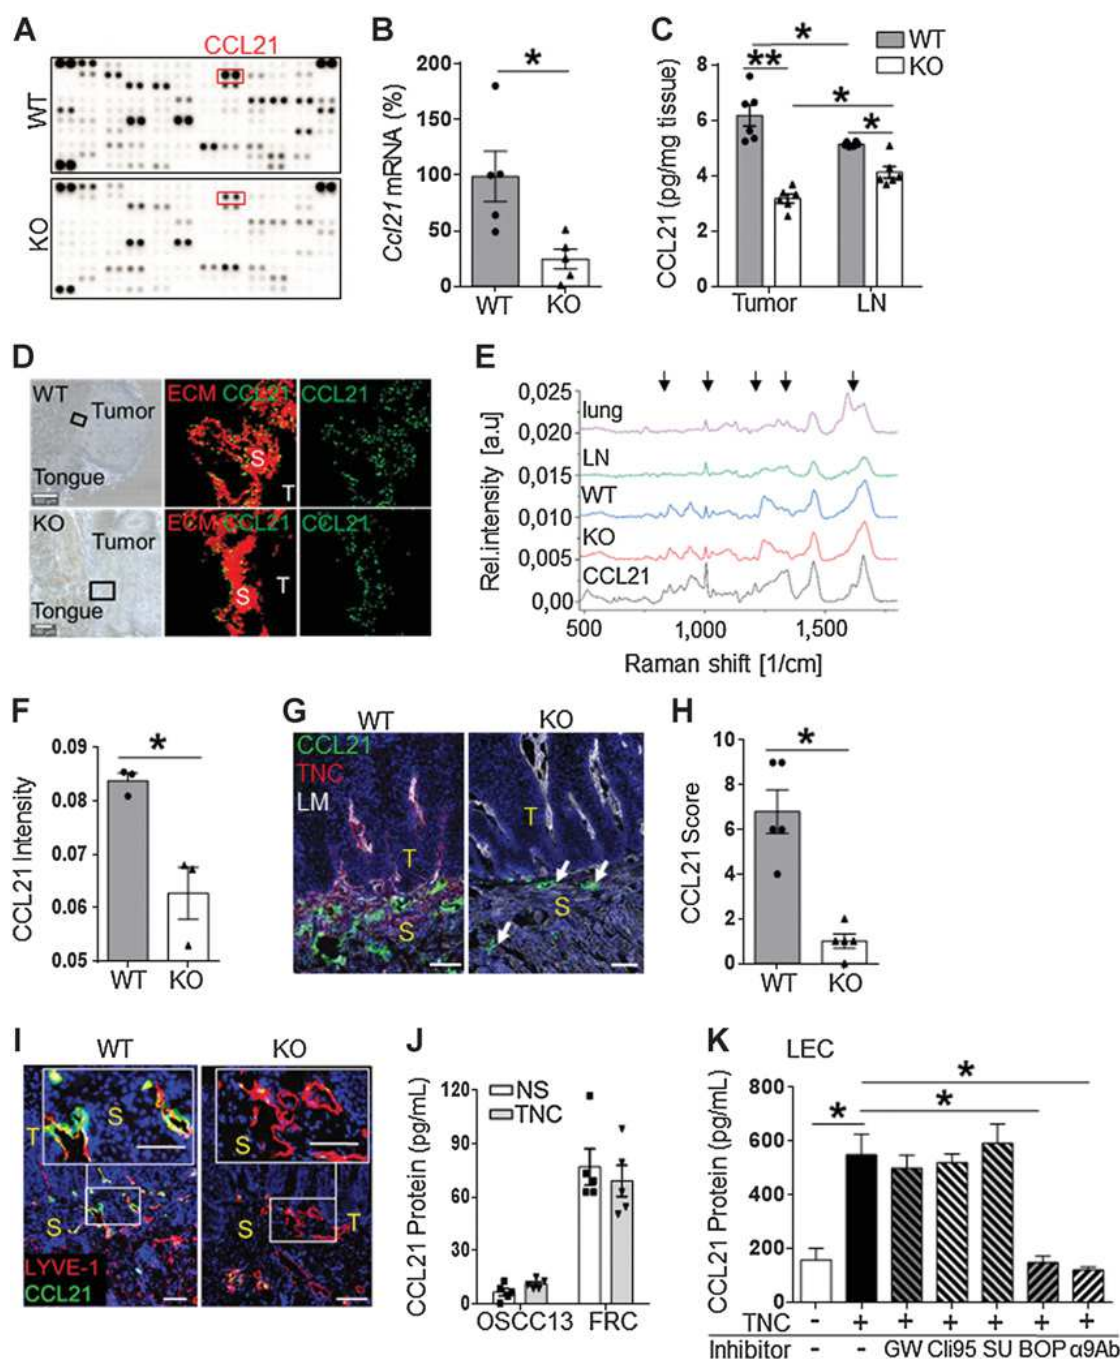 A
CCL21
WT
KO
B
*
200
150
100
50
0
Ccl21 mRNA (%)
WT
KO
C
WT
KO
*
**
*
*
8
6
4
2
0
CCL21 (pg/mg tissue)
Tumor
LN
D
WT
Tumor
Tongue
ECM CCL21
S
T
CCL21
KO
Tumor
Tongue
ECM CCL21
S
T
CCL21
E
0,025
0,020
0,015
0,010
0,005
0,00
lung
LN
WT
KO
CCL21
Rel.intensity [a.u]
500
1,000
1,500
Raman shift [1/cm]
F
*
0.09
0.08
0.07
0.06
0.05
CCL21 Intensity
WT
KO
G
WT
KO
CCL21
TNC
LM
T
S
T
S
H
*
10
8
6
4
2
0
CCL21 Score
WT
KO
I
WT
KO
S
T
S
LYVE-1
CCL21
S
S
T
J
NS
TNC
120
90
60
30
0
CCL21 Protein (pg/mL)
OSCC13
FRC
K
LEC
*
*
*
800
600
400
200
0
CCL21 Protein (pg/mL)
TNC - + + + + + +
Inhibitor - - GW Cli95 SU BOP α9Ab